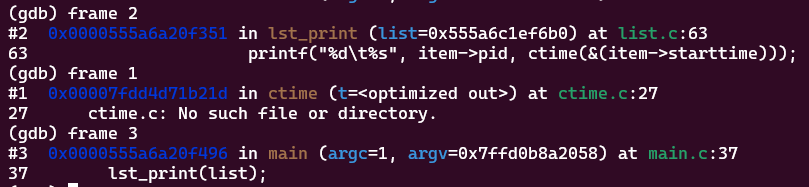 (gdb) frame 2
#2  0x0000555a6a20f351 in lst_print (list=0x555a6c1ef6b0) at list.c:63
63                  printf("%d\t%s", item->pid, ctime(&(item->starttime)));
(gdb) frame 1
#1  0x00007fdd4d71b21d in ctime (t=<optimized out>) at ctime.c:27
27      ctime.c: No such file or directory.
(gdb) frame 3
#3  0x0000555a6a20f496 in main (argc=1, argv=0x7ffd0b8a2058) at main.c:37
37        lst_print(list);